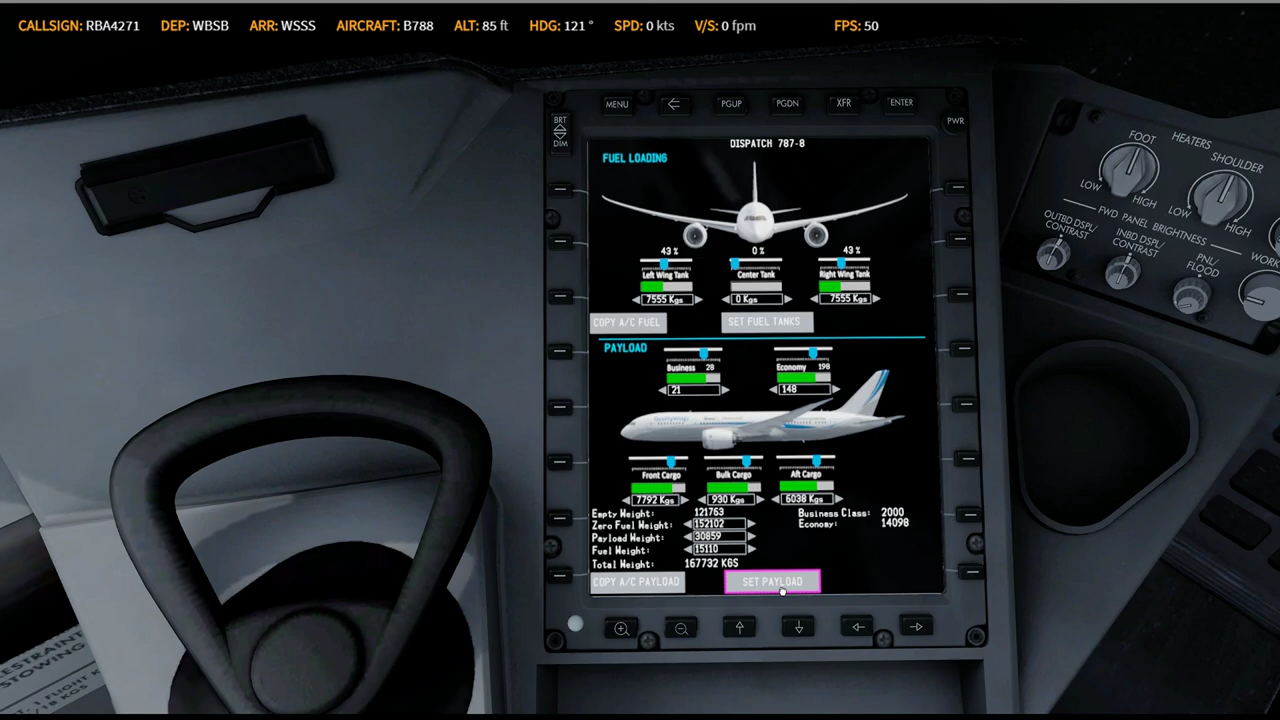 CALLSIGN: RBA4271 DEP: WBSB ARR: WSSS AIRCRAFT: B788 ALT: 85 ft HDG: 121 ° SPD: 0 kts V/S: 0 fpm FPS: 50
MENU PGUP PGDN XFR ENTER
BRT
DIM
PWR
DISPATCH 787-8
FUEL LOADING
43 % 0 % 43 %
Left Wing Tank Center Tank Right Wing Tank
7555 Kgs 0 Kgs 7555 Kgs
COPY A/C FUEL SET FUEL TANKS
PAYLOAD
Business 28 Economy 198
21 148
Front Cargo Bulk Cargo Aft Cargo
7792 Kgs 930 Kgs 6038 Kgs
Empty Weight: 121763 Business Class: 2000
Zero Fuel Weight: 152102 Economy: 14098
Payload Weight: 30859
Fuel Weight: 15110
Total Weight: 167732 KGS
COPY A/C PAYLOAD SET PAYLOAD
HEATERS
FOOT SHOULDER
LOW HIGH LOW HIGH
FWD PANEL BRIGHTNESS
OUTBD DSPL/
CONTRAST
INBD DSPL/
CONTRAST
PNL/
FLOOD
STOWING
1 FLIGHT